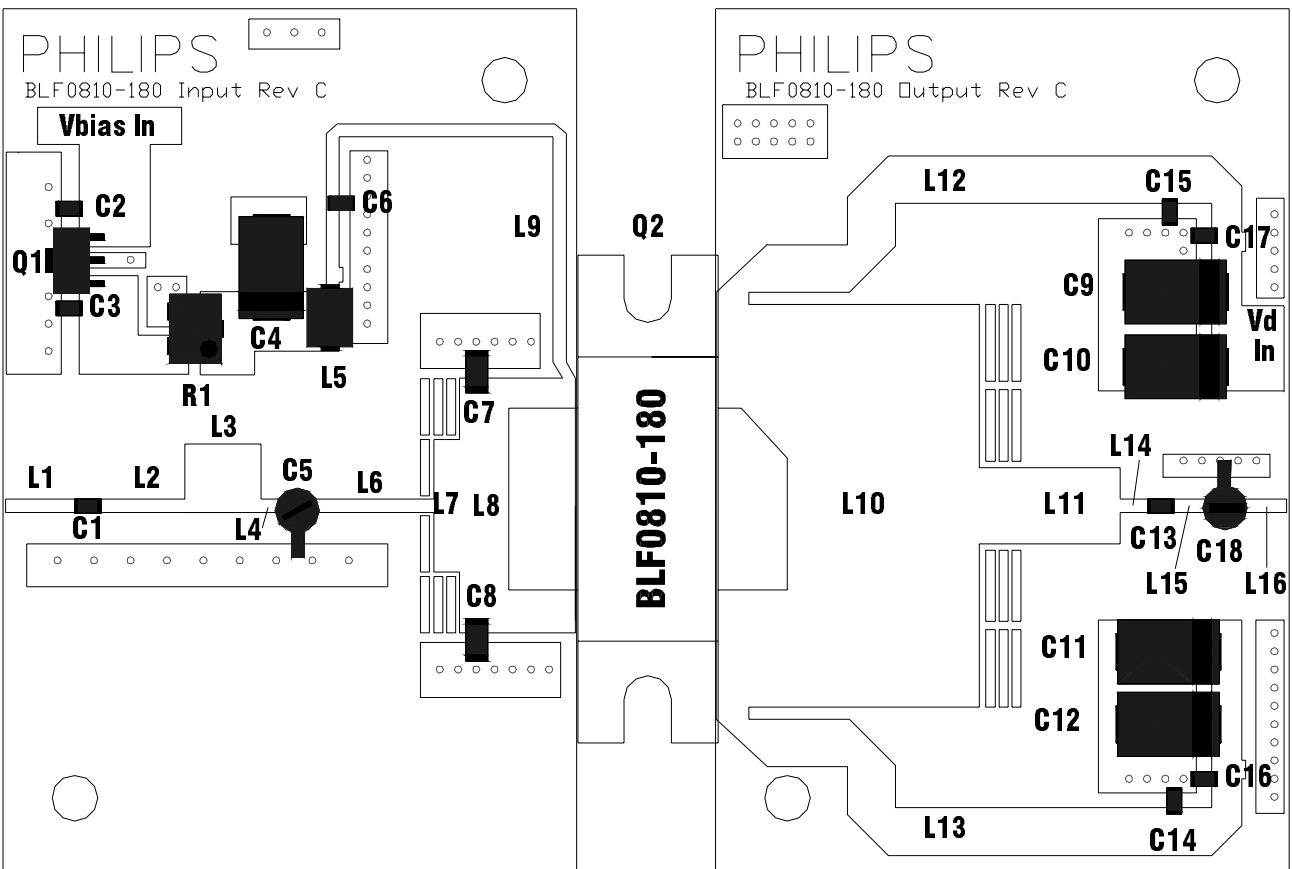 PHILIPS
BLF0810-180 Input Rev C
Vbias In
C2
Q1
C3
C6
L9
C4
R1
L5
C7
L3
L1
L2
C5
L6
L7
L8
C1
L4
C8
Q2
BLF0810-180
PHILIPS
BLF0810-180 Output Rev C
L12
C15
C17
C9
Vd
In
C10
L14
L10
L11
C13
C18
L15
L16
C11
C12
C16
L13
C14